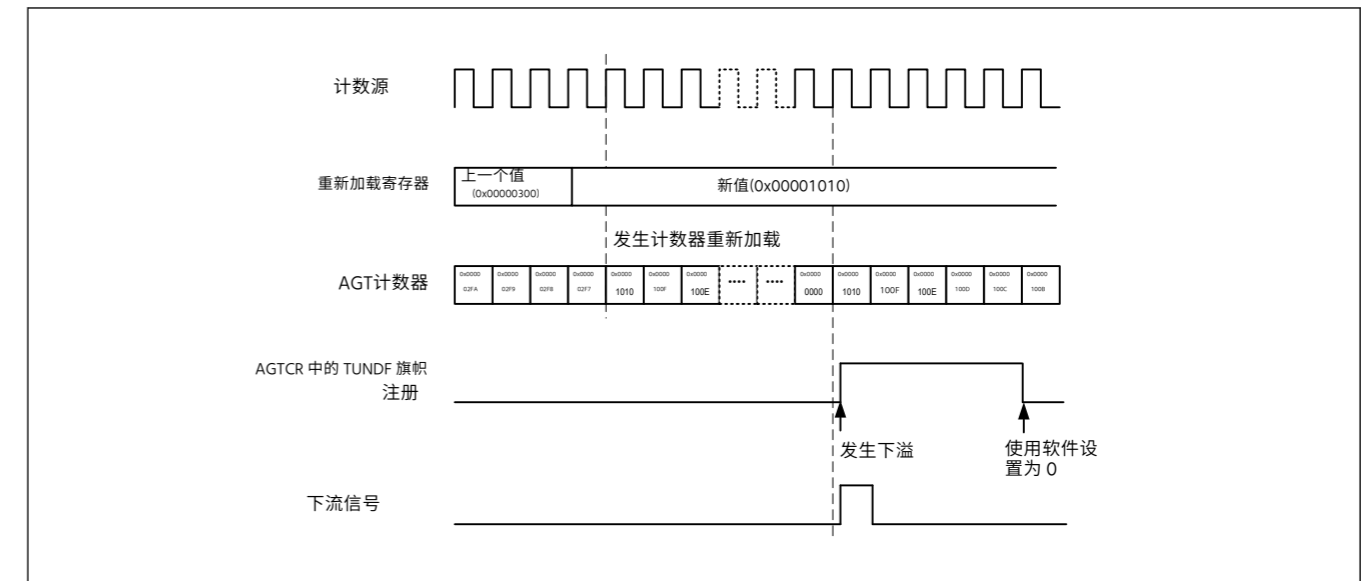 计数源
重新加载寄存器
上一个值
(0x00000300)
新值(0x00001010)
发生计数器重新加载
AGT计数器
0x0000 0x0000 0x0000 0x0000 0x0000 0x0000 0x0000 0x0000 0x0000 0x0000 0x0000 0x0000 0x0000 0x0000
02FA 02F9 02F8 02F7 1010 100F 100E •••• •••• 0000 1010 100F 100E 100D 100C 100B
AGTCR 中的 TUNDF 旗帜
注册
发生下溢
使用软件设
置为 0
下流信号